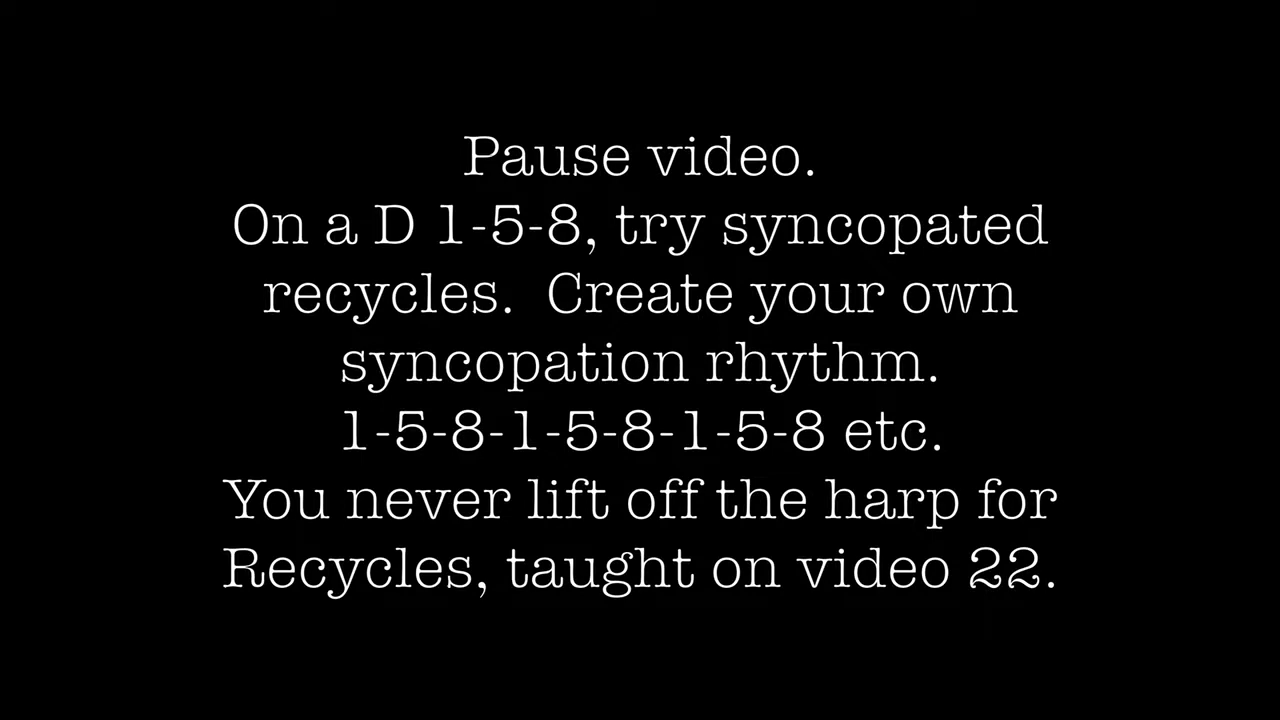 Pause video.
On a D 1-5-8, try syncopated
recycles.  Create your own
syncopation rhythm.
1-5-8-1-5-8-1-5-8 etc.
You never lift off the harp for
Recycles, taught on video 22.